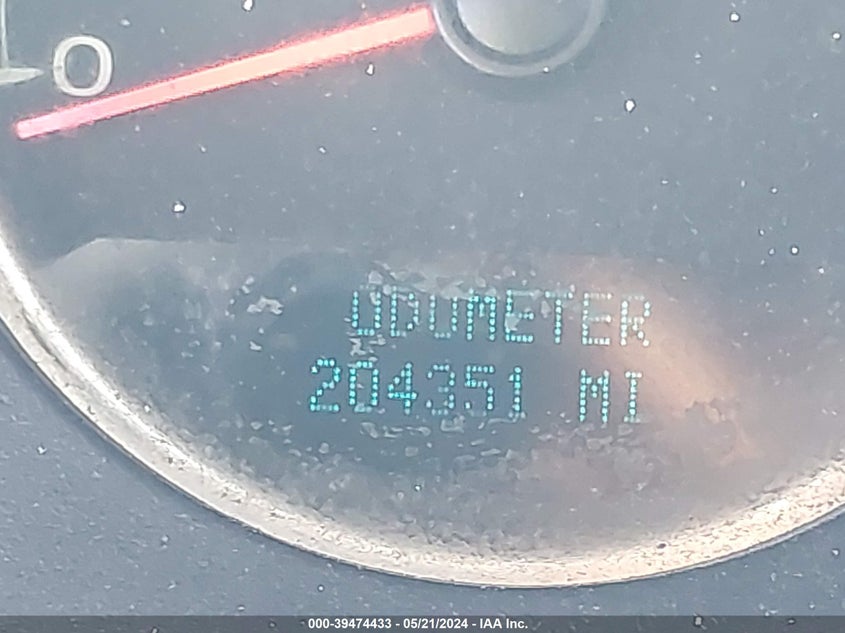 0
ODOMETER
204351 MI
000-39474433 - 05/21/2024 - IAA Inc.